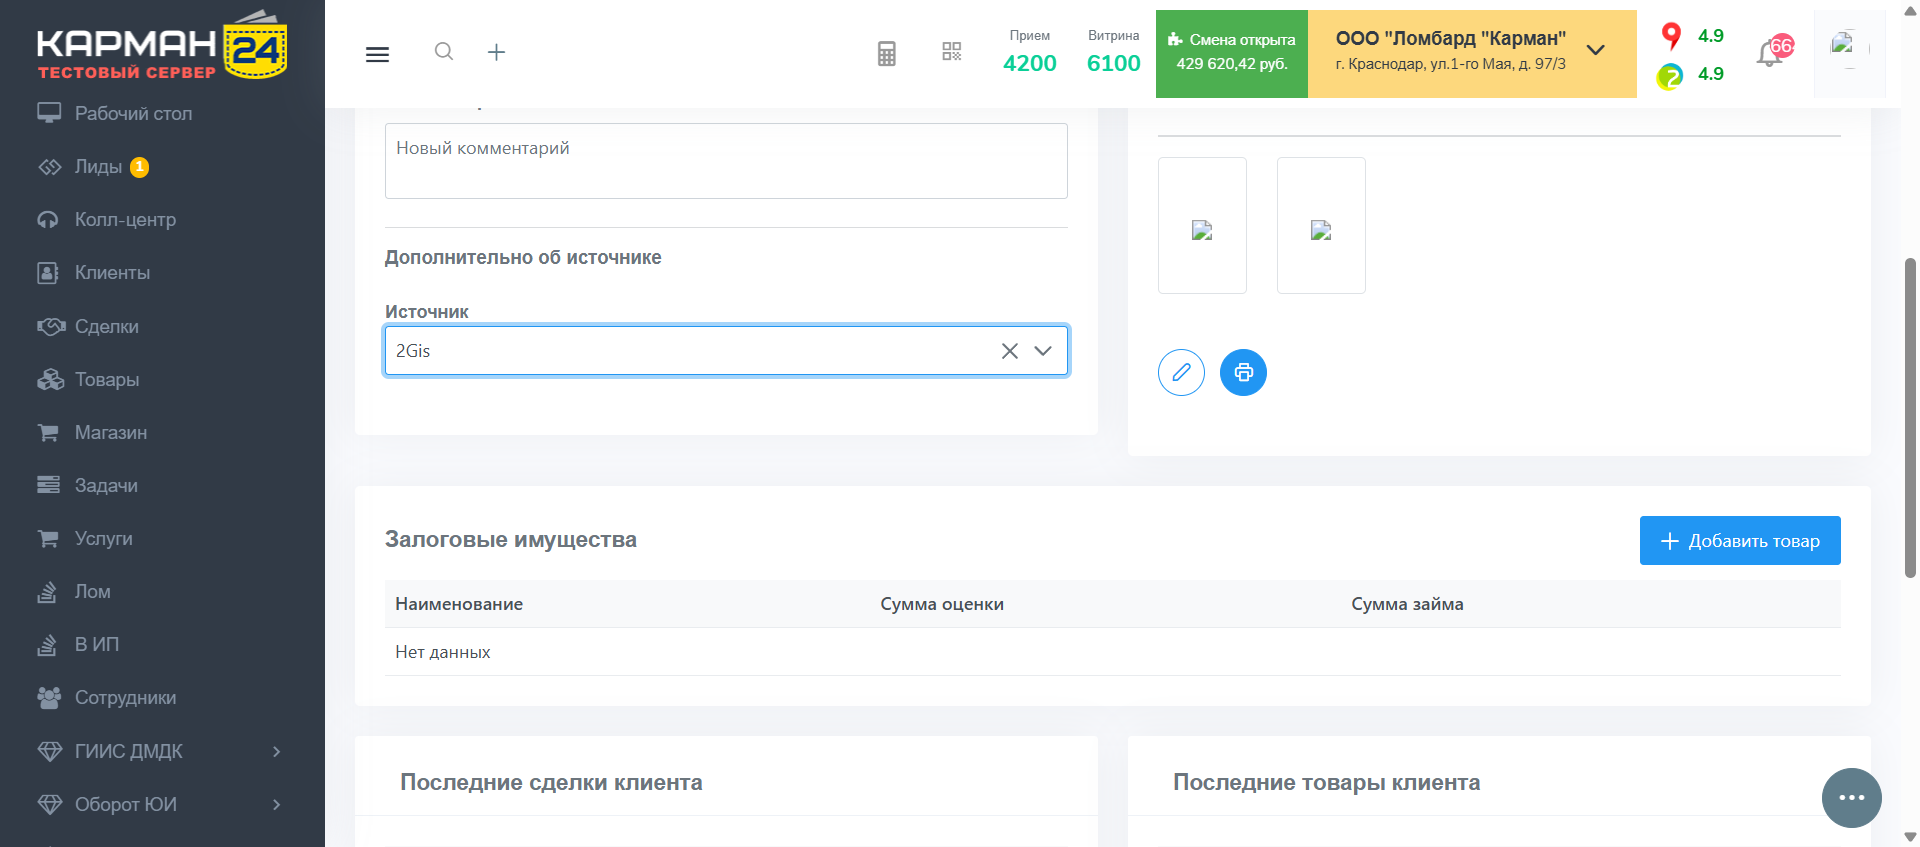 КАРМАН 24
ТЕСТОВЫЙ СЕРВЕР
Рабочий стол
Лиды 1
Колл-центр
Клиенты
Сделки
Товары
Магазин
Задачи
Услуги
Лом
В ИП
Сотрудники
ГИИС ДМДК
Оборот ЮИ
Прием
4200
Витрина
6100
Смена открыта
429 620,42 руб.
ООО "Ломбард "Карман"
г. Краснодар, ул.1-го Мая, д. 97/3
4.9
4.9
Новый комментарий
Дополнительно об источнике
Источник
2Gis
Залоговые имущества
Добавить товар
Наименование Сумма оценки Сумма займа
Нет данных
Последние сделки клиента
Последние товары клиента